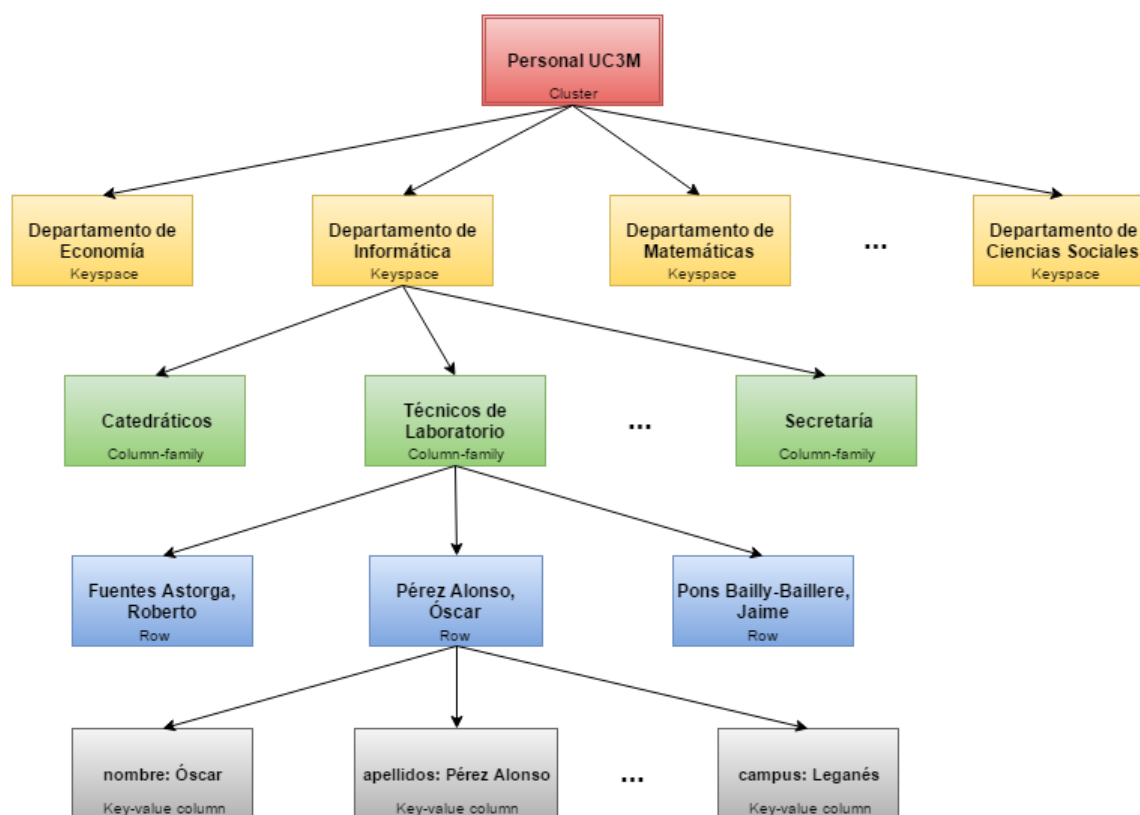 Personal UC3M
Cluster
Departamento de
Economía
Keyspace
Departamento de
Informática
Keyspace
Departamento de
Matemáticas
Keyspace
...
Departamento de
Ciencias Sociales
Keyspace
Catedráticos
Column-family
Técnicos de
Laboratorio
Column-family
...
Secretaría
Column-family
Fuentes Astorga,
Roberto
Row
Pérez Alonso,
Óscar
Row
Pons Bailly-Baillere,
Jaime
Row
nombre: Óscar
Key-value column
apellidos: Pérez Alonso
Key-value column
...
campus: Leganés
Key-value column